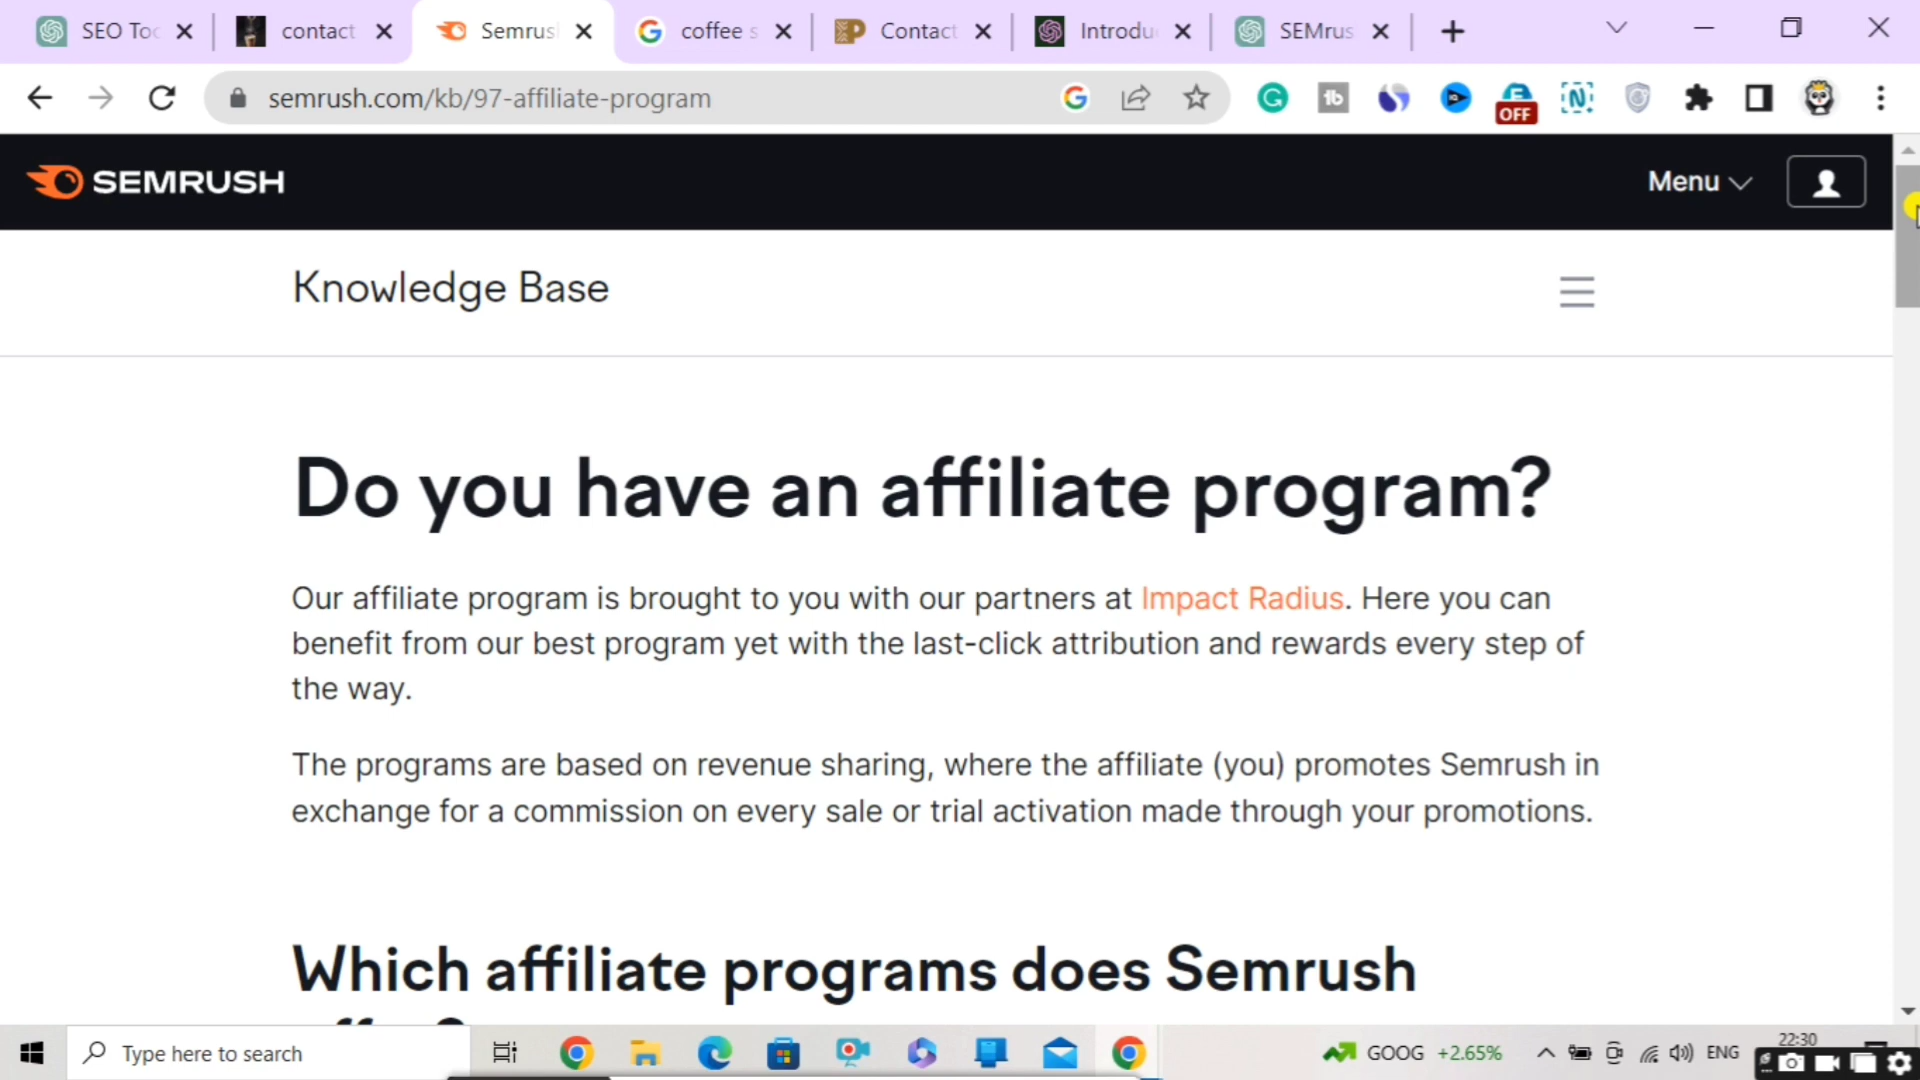 SEO Too
contact
Semrus
coffee s
Contact
Introdu
SEMrus
semrush.com/kb/97-affiliate-program
OFF
SEMRUSH
Menu
Knowledge Base
Do you have an affiliate program?
Our affiliate program is brought to you with our partners at Impact Radius. Here you can
benefit from our best program yet with the last-click attribution and rewards every step of
the way.
The programs are based on revenue sharing, where the affiliate (you) promotes Semrush in
exchange for a commission on every sale or trial activation made through your promotions.
Which affiliate programs does Semrush
Type here to search
GOOG +2.65%
ENG
22:30